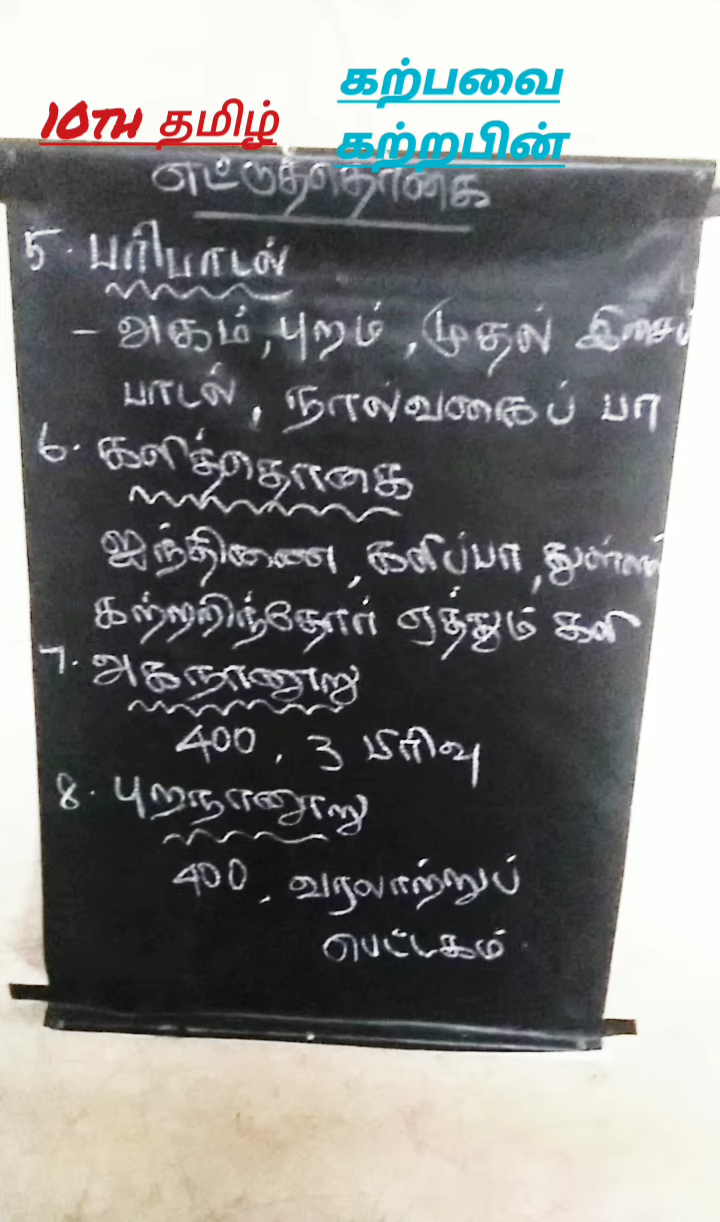 10TH தமிழ்
கற்பவை
கற்றபின்
எட்டுத்தொகை
5. பரிபாடல்
- அகம், புறம், முதல் இசைப்
பாடல், நால்வகைப் பா
6. கலித்தொகை
ஐந்திணை, கலிப்பா,
கற்றறிந்தோர் ஏத்தும் கலி
7. அகநானூறு
400, 3 பிரிவு
8. புறநானூறு
400, வரலாற்றுப்
பெட்டகம்